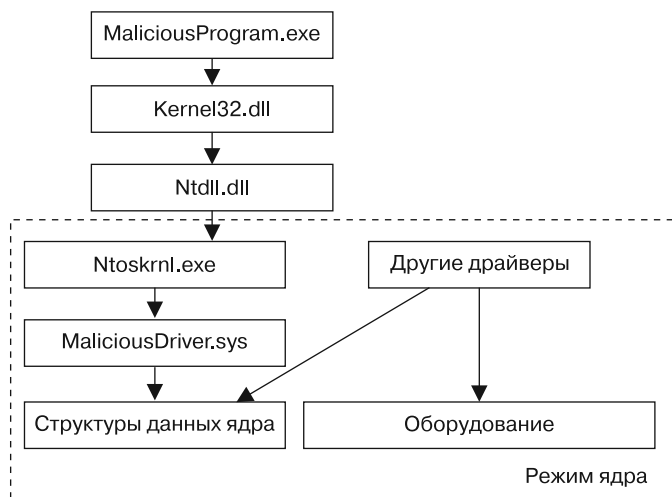 MaliciousProgram.exe
Kernel32.dll
Ntdll.dll
Ntoskrnl.exe
Другие драйверы
MaliciousDriver.sys
Структуры данных ядра
Оборудование
Режим ядра